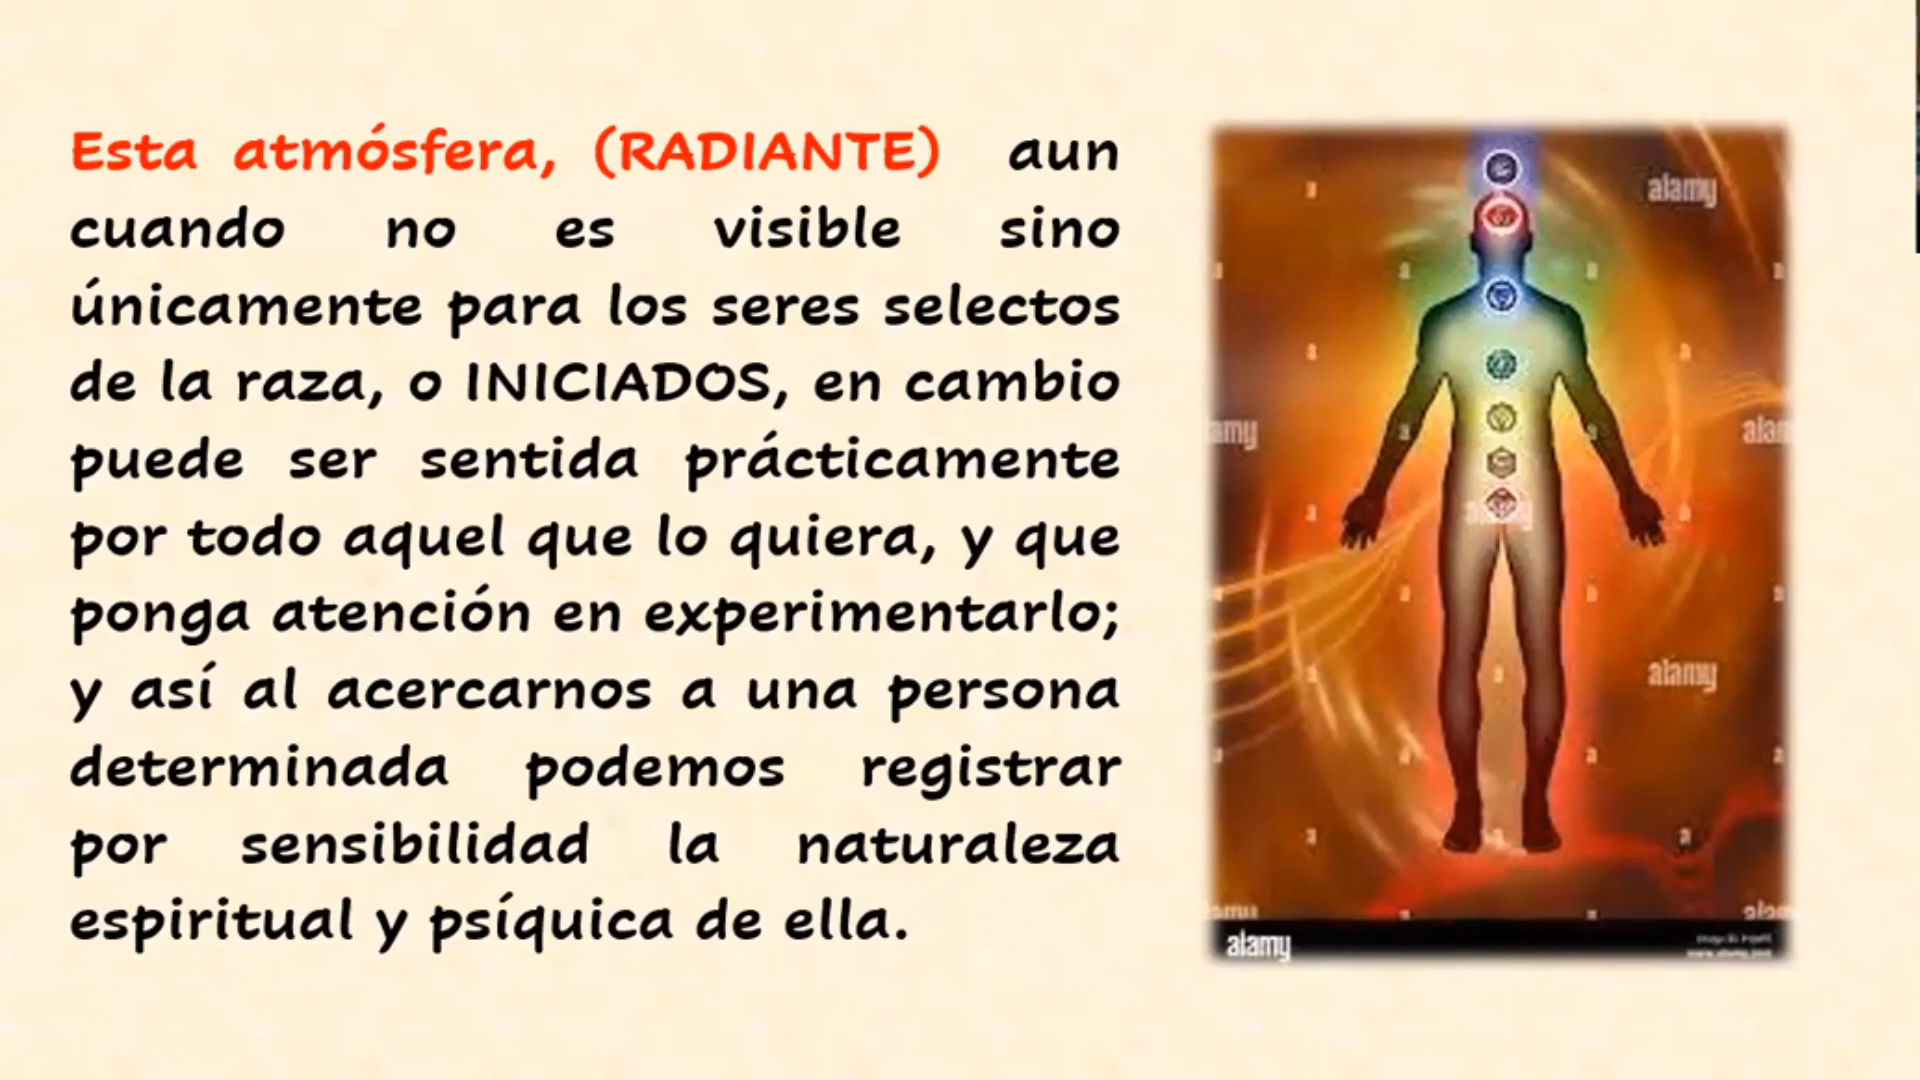 Esta atmósfera, (RADIANTE) aun
cuando no es visible sino
únicamente para los seres selectos
de la raza, o INICIADOS, en cambio
puede ser sentida prácticamente
por todo aquel que lo quiera, y que
ponga atención en experimentarlo;
y así al acercarnos a una persona
determinada podemos registrar
por sensibilidad la naturaleza
espiritual y psíquica de ella.
alamy
alamy
alamy
alamy